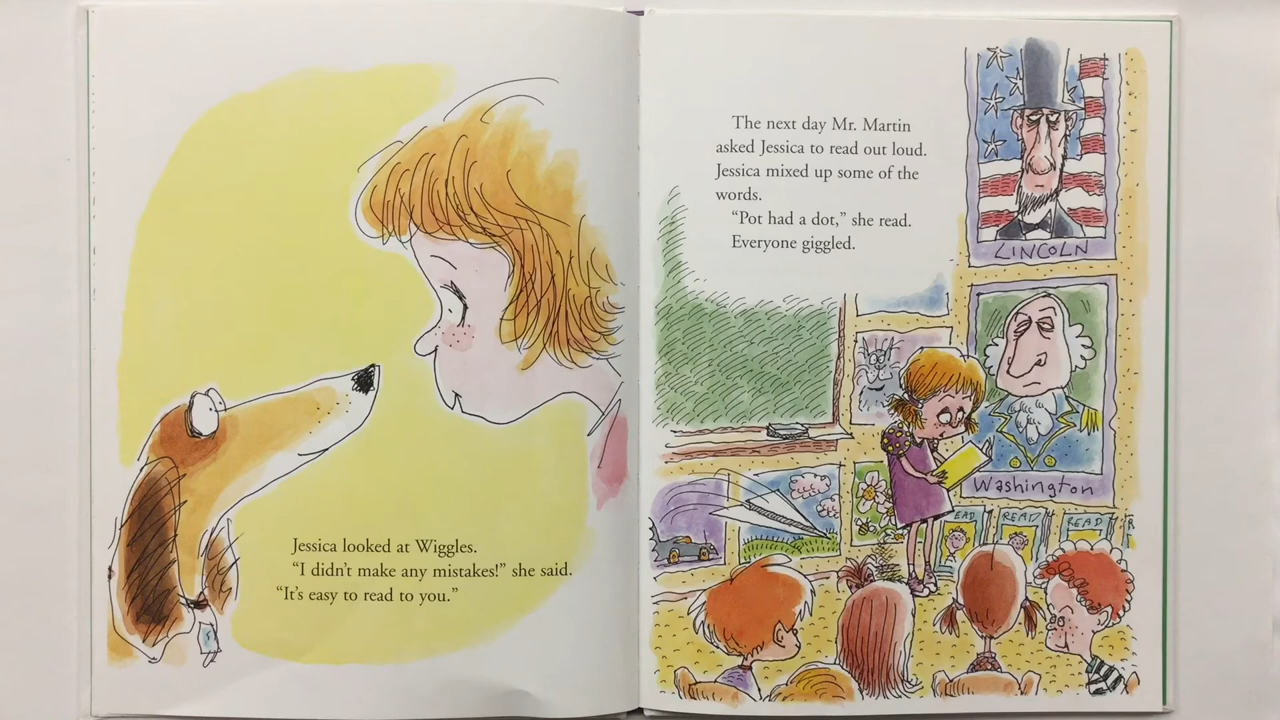 Jessica looked at Wiggles.
“I didn’t make any mistakes!” she said.
“It’s easy to read to you.”
The next day Mr. Martin
asked Jessica to read out loud.
Jessica mixed up some of the
words.
“Pot had a dot,” she read.
Everyone giggled.
LINCOLN
Washington
EAD
READ
READ
R